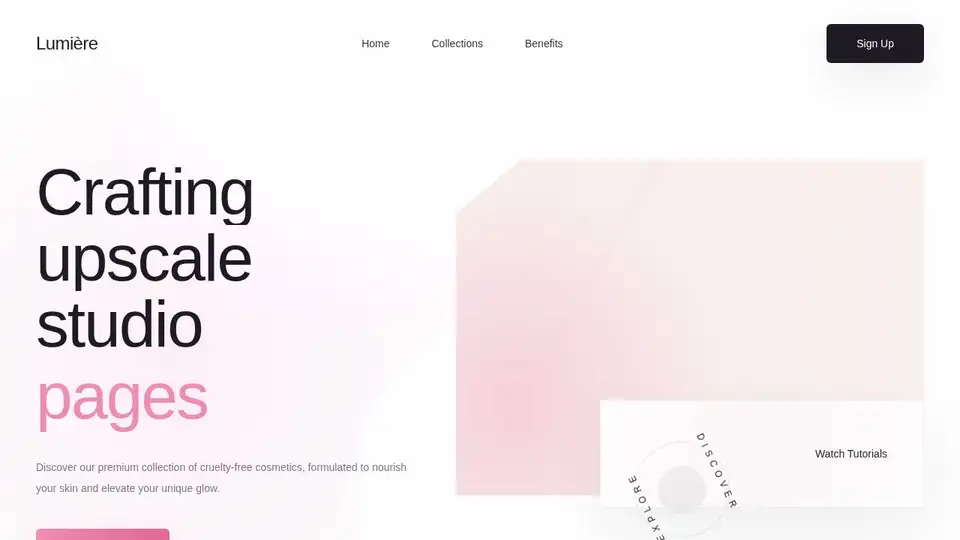 Lumière
Home
Collections
Benefits
Sign Up
Crafting
upscale
studio
pages
Discover our premium collection of cruelty-free cosmetics, formulated to nourish
your skin and elevate your unique glow.
Watch Tutorials
DISCOVER
EXPLORE